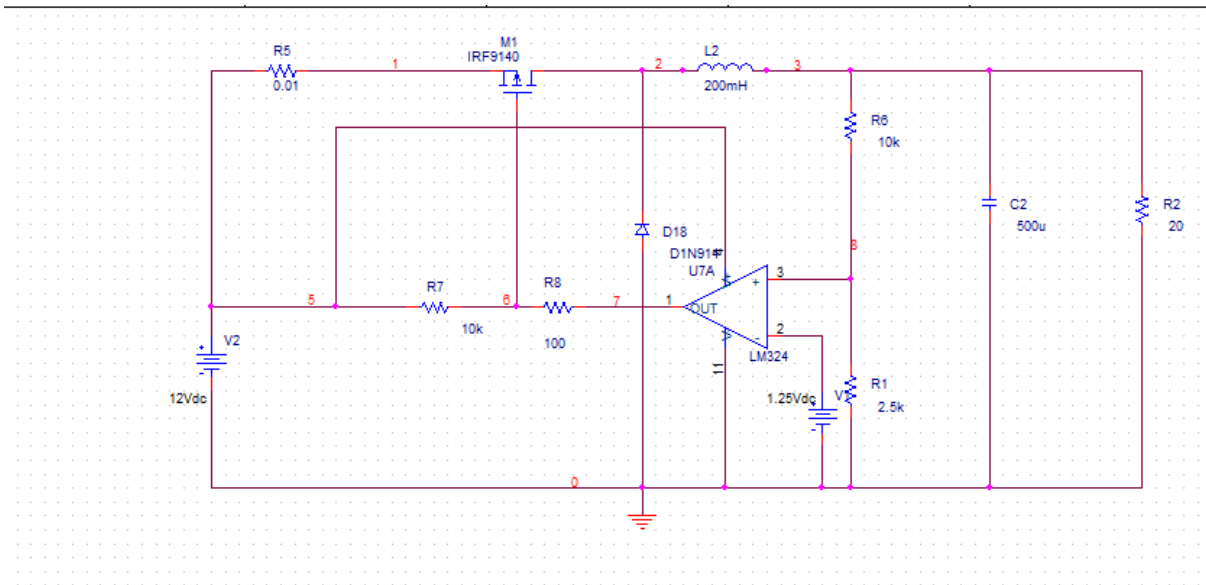 M1
IRF9140
R5
0.01
1
2
L2
200mH
3
R6
10k
8
C2
500u
R2
20
D18
D1N914
4
U7A
V+
3
+
OUT
1
2
-
V-
LM324
11
5
R7
10k
6
R8
100
7
V2
+
-
12Vdc
1.25Vdc
V1
+
-
R1
2.5k
0